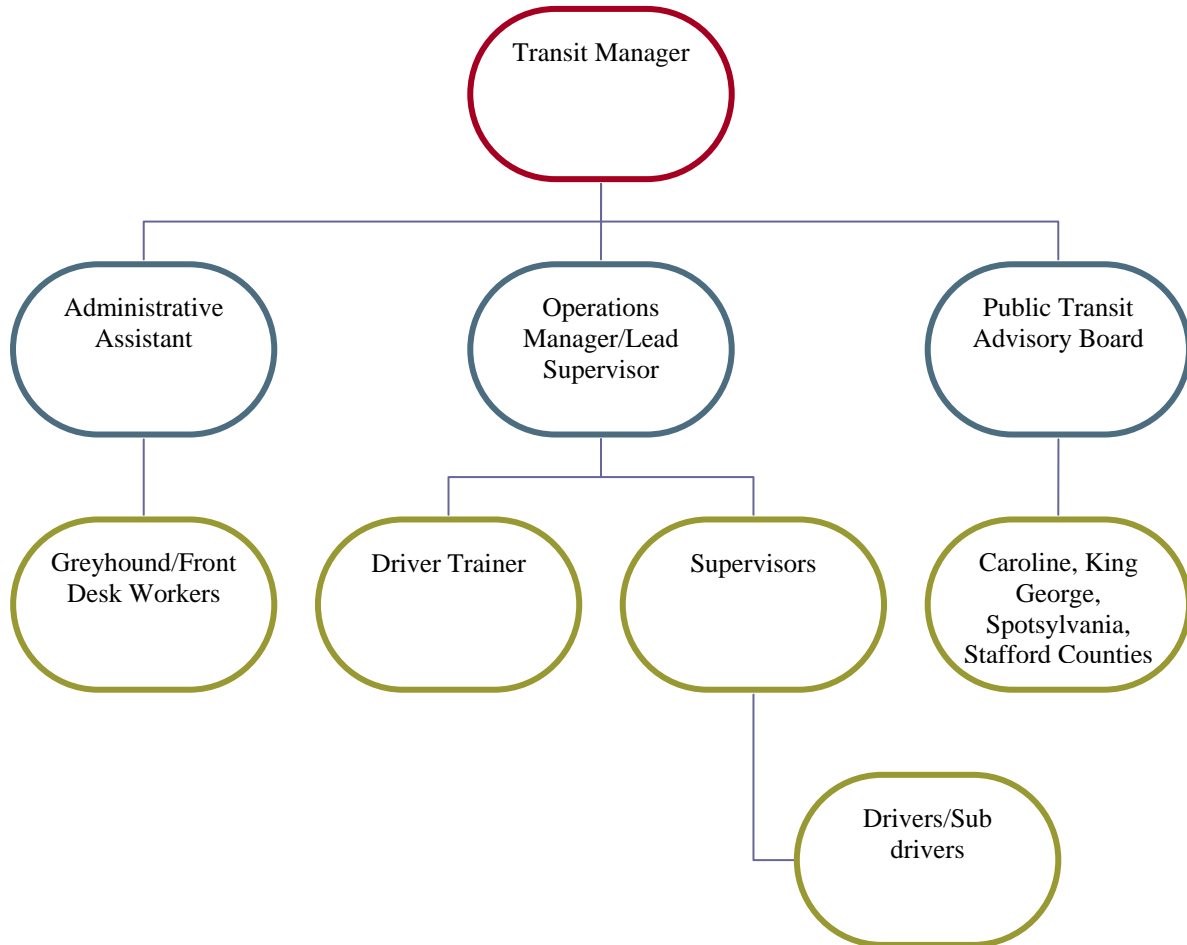 Transit Manager
Administrative
Assistant
Operations
Manager/Lead
Supervisor
Public Transit
Advisory Board
Greyhound/Front
Desk Workers
Driver Trainer
Supervisors
Caroline, King
George,
Spotsylvania,
Stafford Counties
Drivers/Sub
drivers